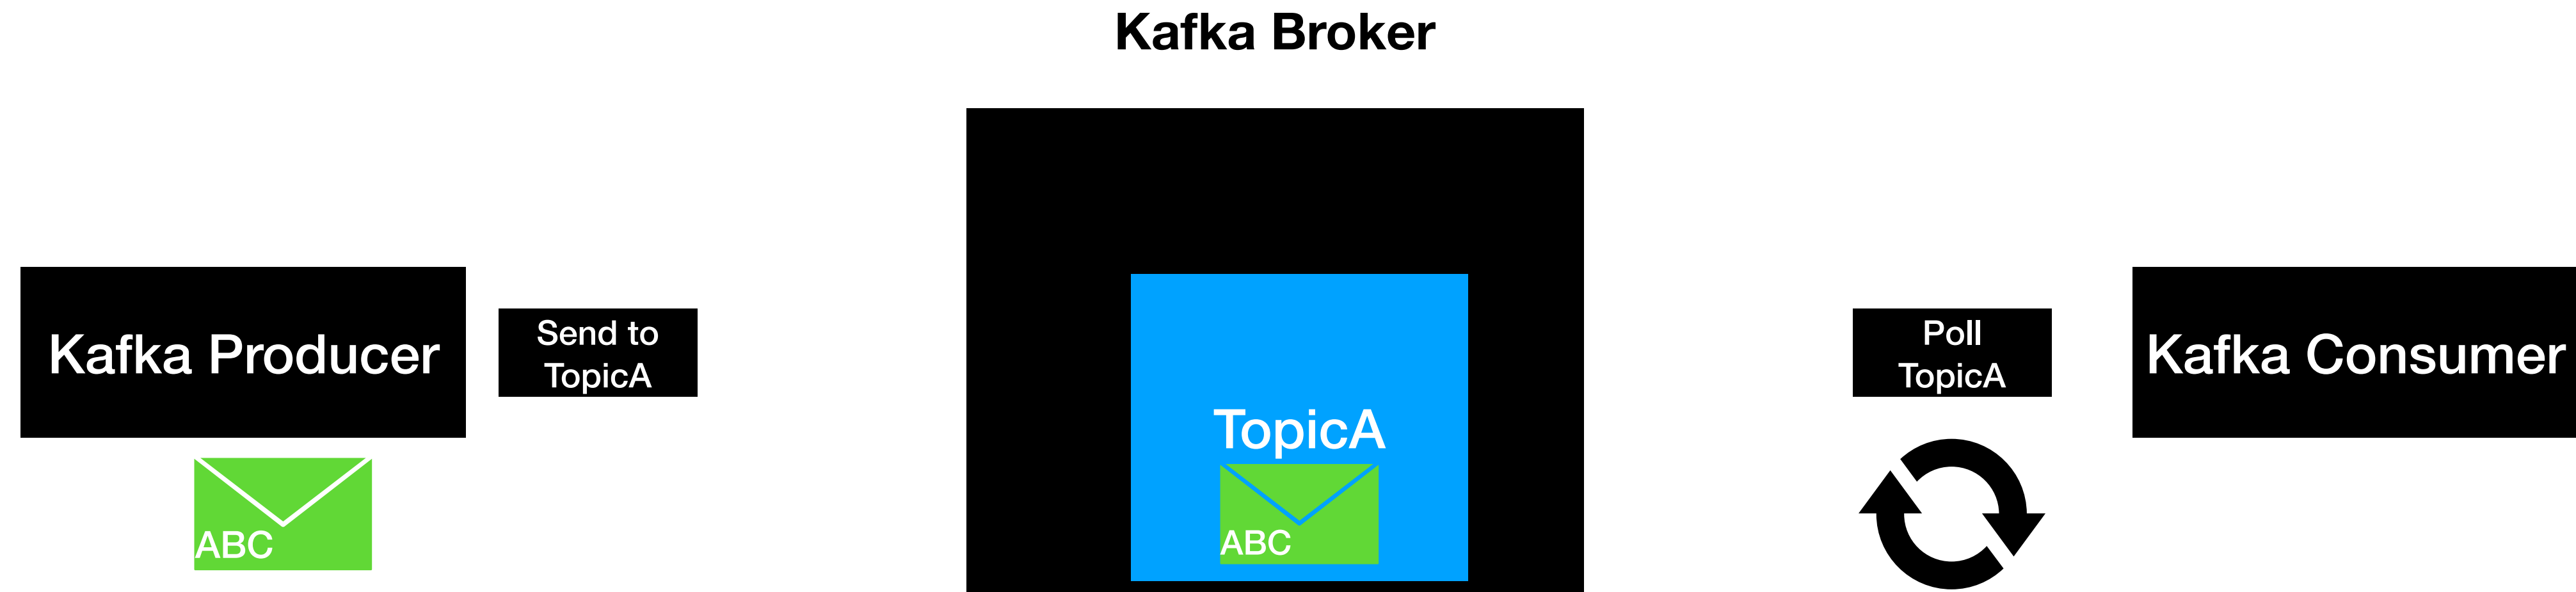 Kafka Broker
Kafka Producer
Send to
TopicA
TopicA
Poll
TopicA
Kafka Consumer
ABC
ABC